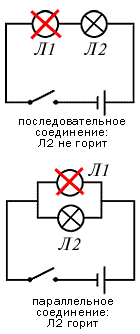 Л1 Л2
последовательное
соединение:
Л2 не горит
Л1
Л2
параллельное
соединение:
Л2 горит